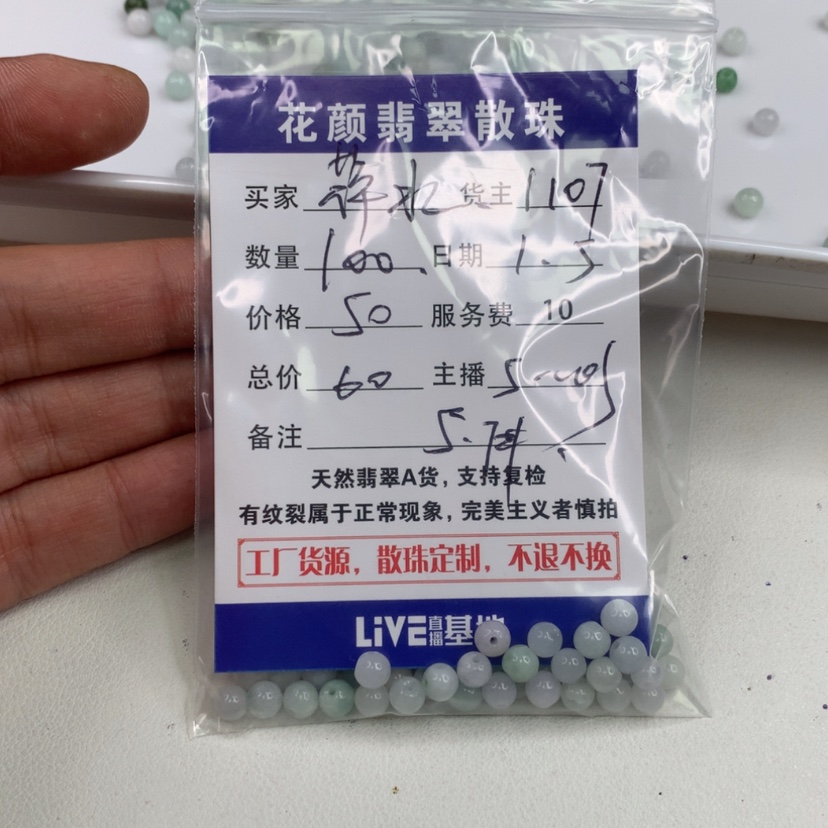 花颜翡翠散珠
买家 货主 1107
数量 100 日期 1.5
价格 50 服务费 10
总价 60 主播
备注 5.
天然翡翠A货，支持复检
有纹裂属于正常现象，完美主义者慎拍
工厂货源，散珠定制，不退不换
LiVE直播基地